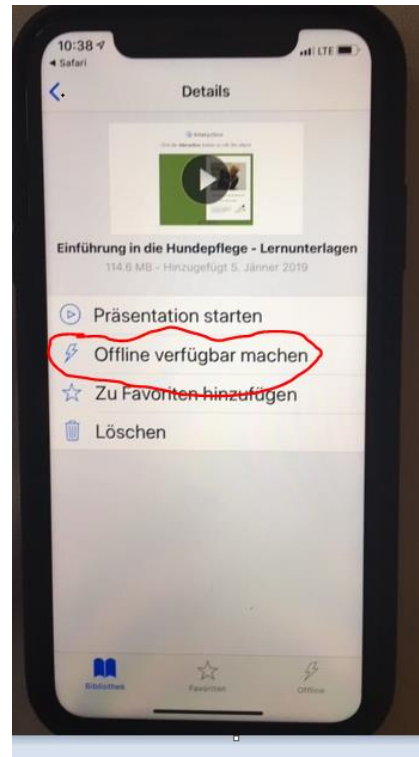 10:38
Safari
LTE
Details
Einführung in die Hundepflege - Lernunterlagen
114.6 MB - Hinzugefügt 5. Jänner 2019
Präsentation starten
Offline verfügbar machen
Zu Favoriten hinzufügen
Löschen
Bibliothek
Favoriten
Offline